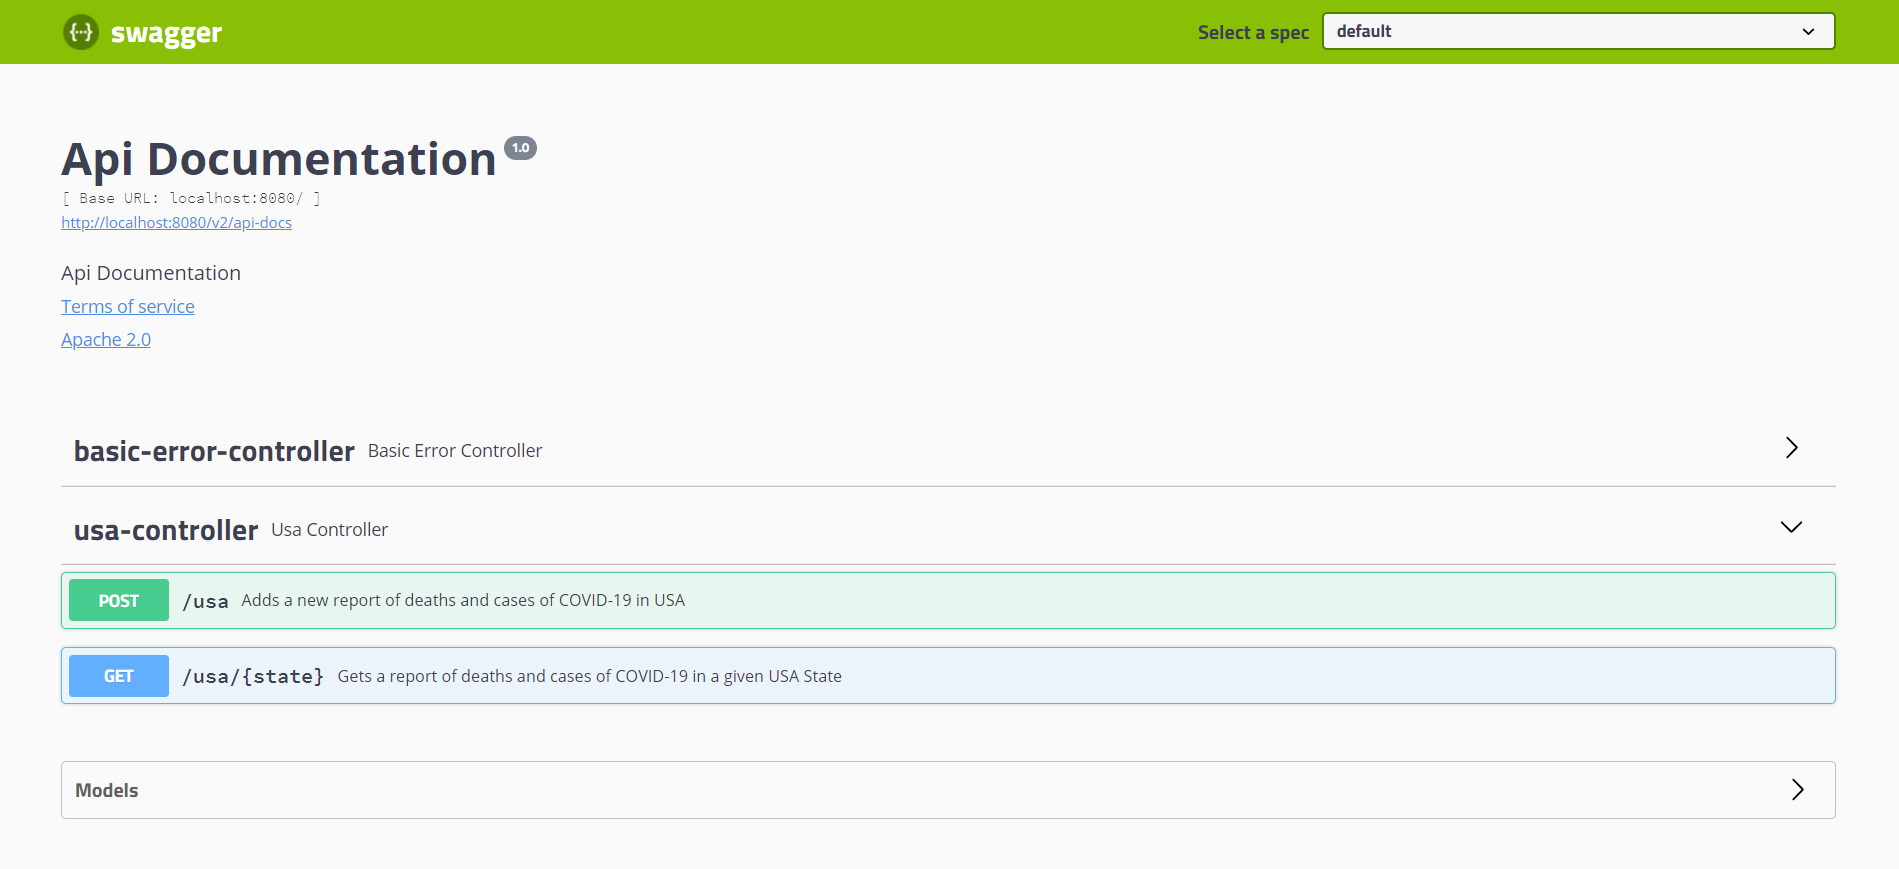 {···} swagger
Select a spec default
Api Documentation 1.0
[ Base URL: localhost:8080/ ]
http://localhost:8080/v2/api-docs
Api Documentation
Terms of service
Apache 2.0
basic-error-controller Basic Error Controller
usa-controller Usa Controller
POST /usa Adds a new report of deaths and cases of COVID-19 in USA
GET /usa/{state} Gets a report of deaths and cases of COVID-19 in a given USA State
Models